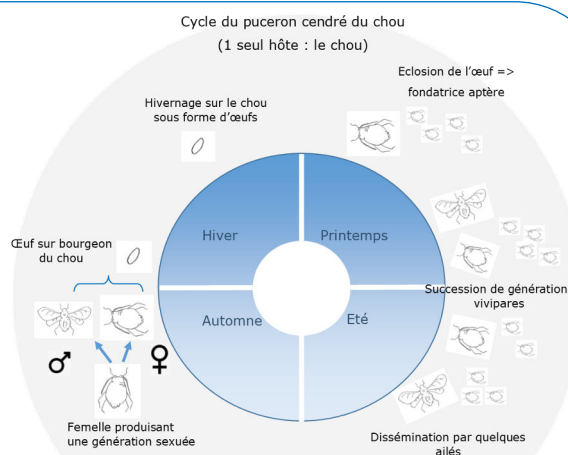 Cycle du puceron cendré du chou
(1 seul hôte : le chou)
Eclosion de l’œuf =>
fondatrice aptère
Hivernage sur le chou
sous forme d’œufs
Hiver
Printemps
Œuf sur bourgeon
du chou
Succession de génération
vivipares
Automne
Eté
♂
♀
Femelle produisant
une génération sexuée
Dissémination par quelques
ailés